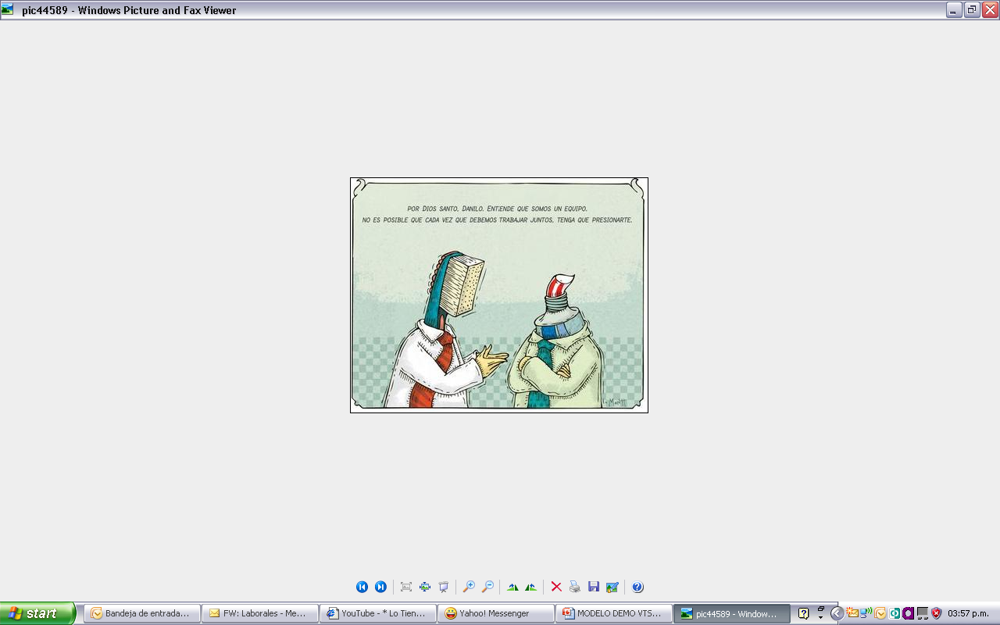 pic44589 - Windows Picture and Fax Viewer
POR DIOS SANTO, DANILO. ENTIENDE QUE SOMOS UN EQUIPO.
NO ES POSIBLE QUE CADA VEZ QUE DEBEMOS TRABAJAR JUNTOS, TENGA QUE PRESIONARTE.
start
Bandeja de entrada...
FW: Laborales - Me...
YouTube - * Lo Tien...
Yahoo! Messenger
MODELO DEMO VTS...
pic44589 - Window...
03:57 p.m.